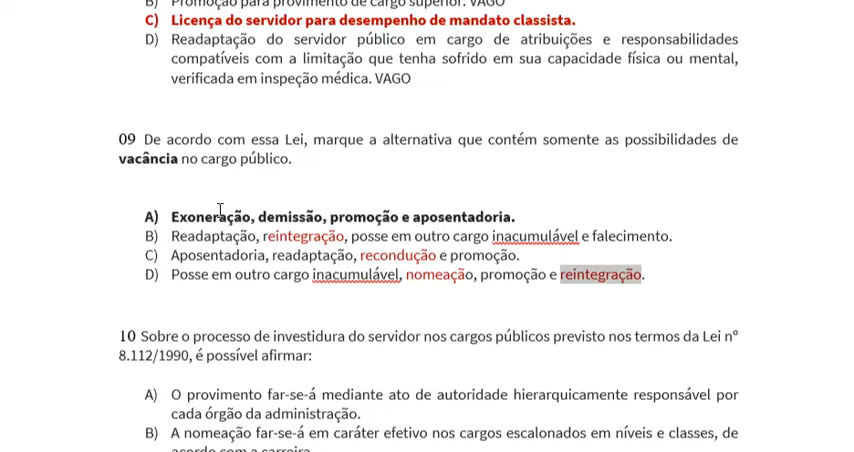 B) Promoção para provimento de cargo superior. VAGO
C) Licença do servidor para desempenho de mandato classista.
D) Readaptação do servidor público em cargo de atribuições e responsabilidades
compatíveis com a limitação que tenha sofrido em sua capacidade física ou mental,
verificada em inspeção médica. VAGO
09 De acordo com essa Lei, marque a alternativa que contém somente as possibilidades de
vacância no cargo público.
A) Exoneração, demissão, promoção e aposentadoria.
B) Readaptação, reintegração, posse em outro cargo inacumulável e falecimento.
C) Aposentadoria, readaptação, recondução e promoção.
D) Posse em outro cargo inacumulável, nomeação, promoção e reintegração.
10 Sobre o processo de investidura do servidor nos cargos públicos previsto nos termos da Lei nº
8.112/1990, é possível afirmar:
A) O provimento far-se-á mediante ato de autoridade hierarquicamente responsável por
cada órgão da administração.
B) A nomeação far-se-á em caráter efetivo nos cargos escalonados em níveis e classes, de
acordo com a carreira.